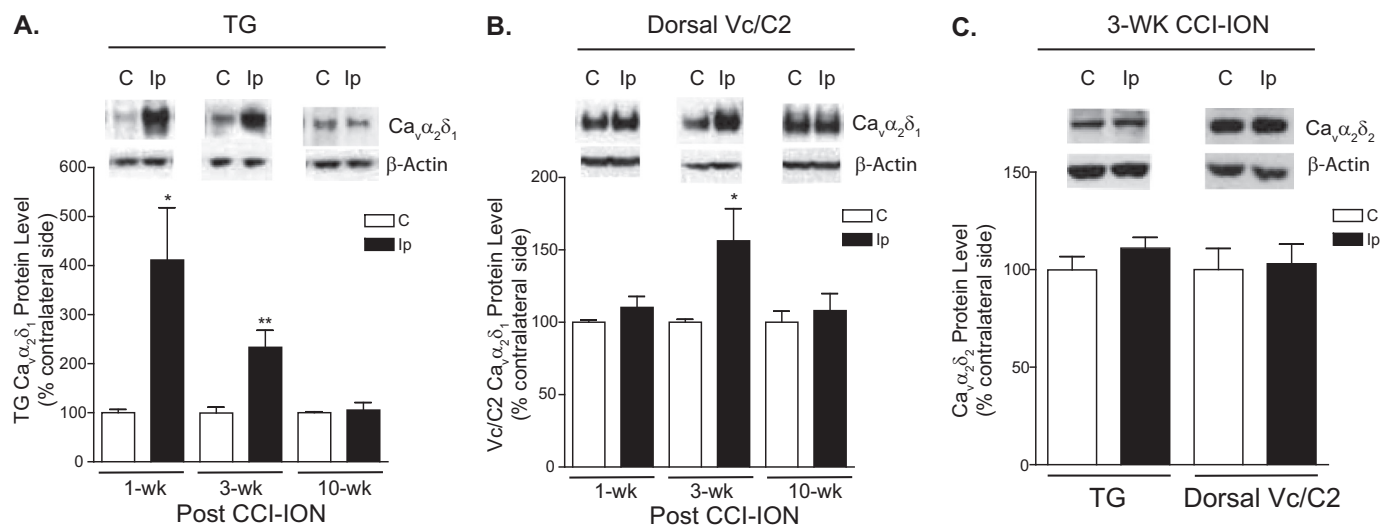 A.
TG
C Ip C Ip C Ip
Cavα2δ1
β-Actin
600
500
400
300
200
100
0
TG Cavα2δ1 Protein Level
(% contralateral side)
* **
C
Ip
1-wk 3-wk 10-wk
Post CCI-ION
B.
Dorsal Vc/C2
C Ip C Ip C Ip
Cavα2δ1
β-Actin
200
150
100
50
0
Vc/C2 Cavα2δ1 Protein Level
(% contralateral side)
*
C
Ip
1-wk 3-wk 10-wk
Post CCI-ION
C.
3-WK CCI-ION
C Ip C Ip
Cavα2δ2
β-Actin
150
100
50
0
Cavα2δ2 Protein Level
(% contralateral side)
C
Ip
TG Dorsal Vc/C2